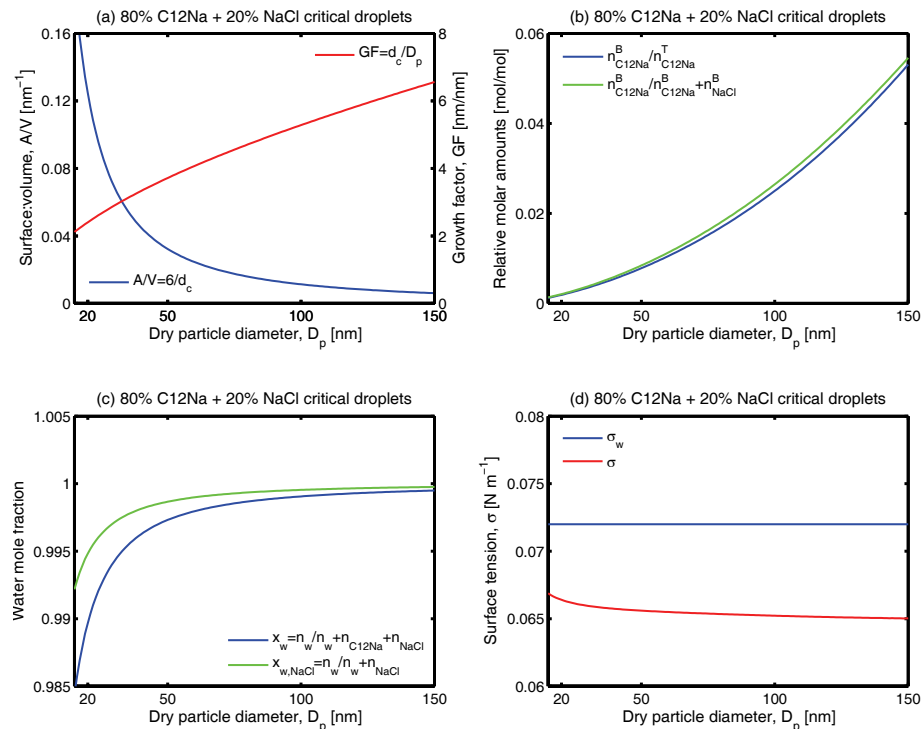 (a) 80% C12Na + 20% NaCl critical droplets
Surface:volume, A/V [nm⁻¹]
0.16
0.12
0.08
0.04
0
GF=d_c/D_p
A/V=6/d_c
8
6
4
2
0
Growth factor, GF [nm/nm]
20
50
100
150
Dry particle diameter, D_p [nm]
(b) 80% C12Na + 20% NaCl critical droplets
Relative molar amounts [mol/mol]
0.06
0.04
0.02
0
n^B_C12Na/n^T_C12Na
n^B_C12Na/n^B_C12Na+n^B_NaCl
20
50
100
150
Dry particle diameter, D_p [nm]
(c) 80% C12Na + 20% NaCl critical droplets
Water mole fraction
1.005
1
0.995
0.99
0.985
x_w=n_w/n_w+n_C12Na+n_NaCl
x_w,NaCl=n_w/n_w+n_NaCl
20
50
100
150
Dry particle diameter, D_p [nm]
(d) 80% C12Na + 20% NaCl critical droplets
Surface tension, σ [N m⁻¹]
0.08
0.075
0.07
0.065
0.06
σ_w
σ
20
50
100
150
Dry particle diameter, D_p [nm]